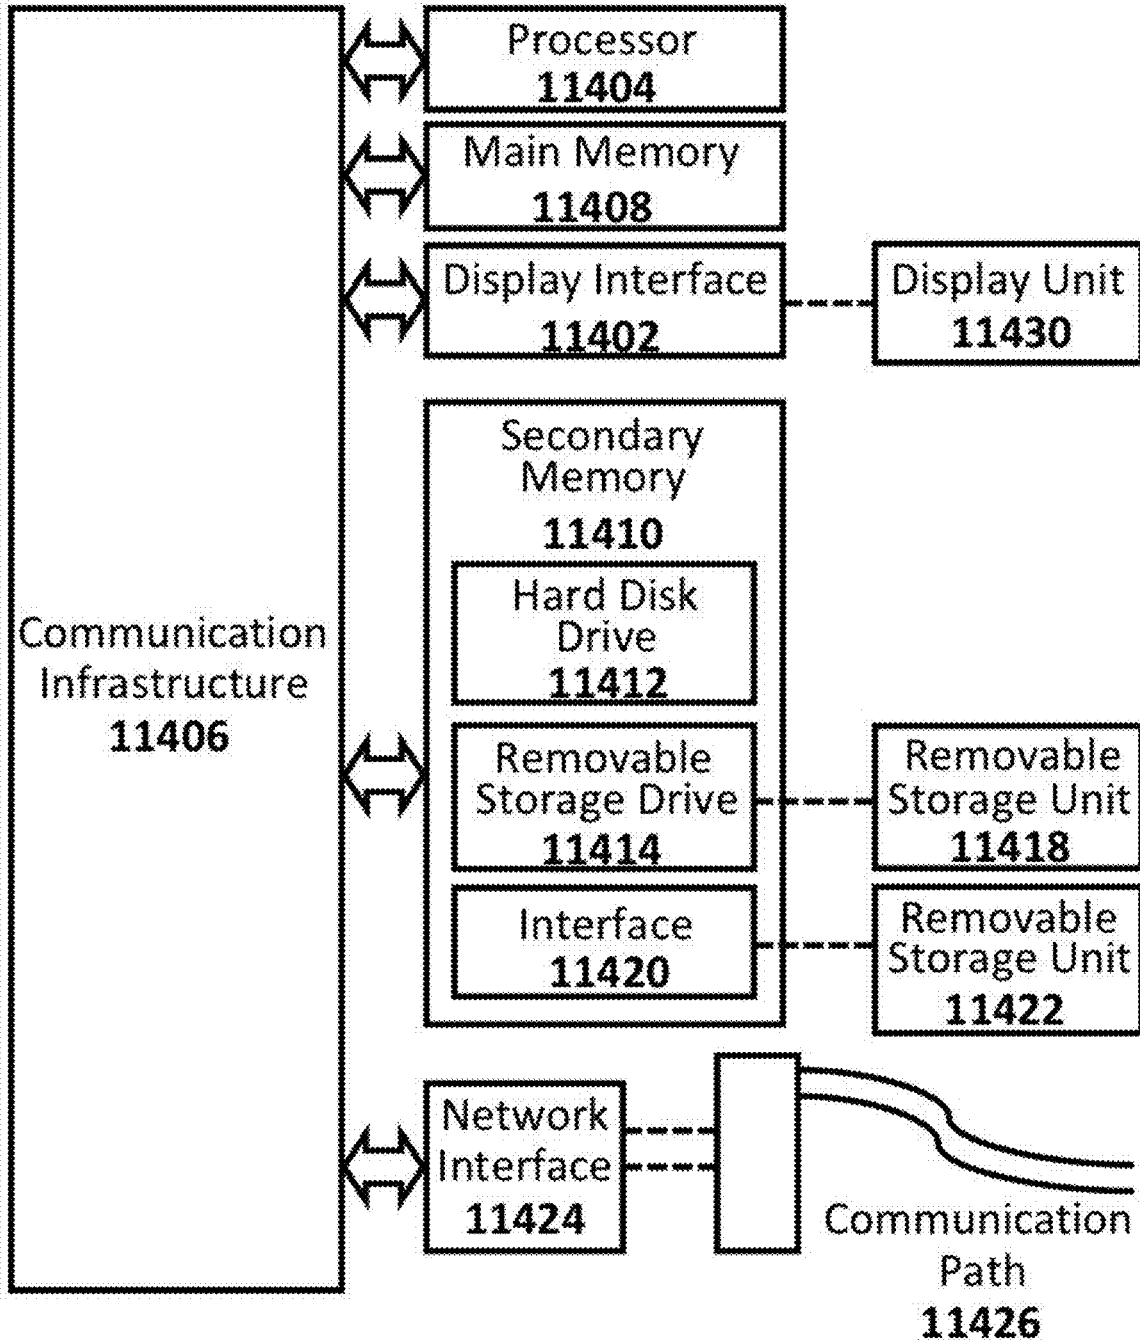 Communication
Infrastructure
11406
Processor
11404
Main Memory
11408
Display Interface
11402
Display Unit
11430
Secondary
Memory
11410
Hard Disk
Drive
11412
Removable
Storage Drive
11414
Removable
Storage Unit
11418
Interface
11420
Removable
Storage Unit
11422
Network
Interface
11424
Communication
Path
11426